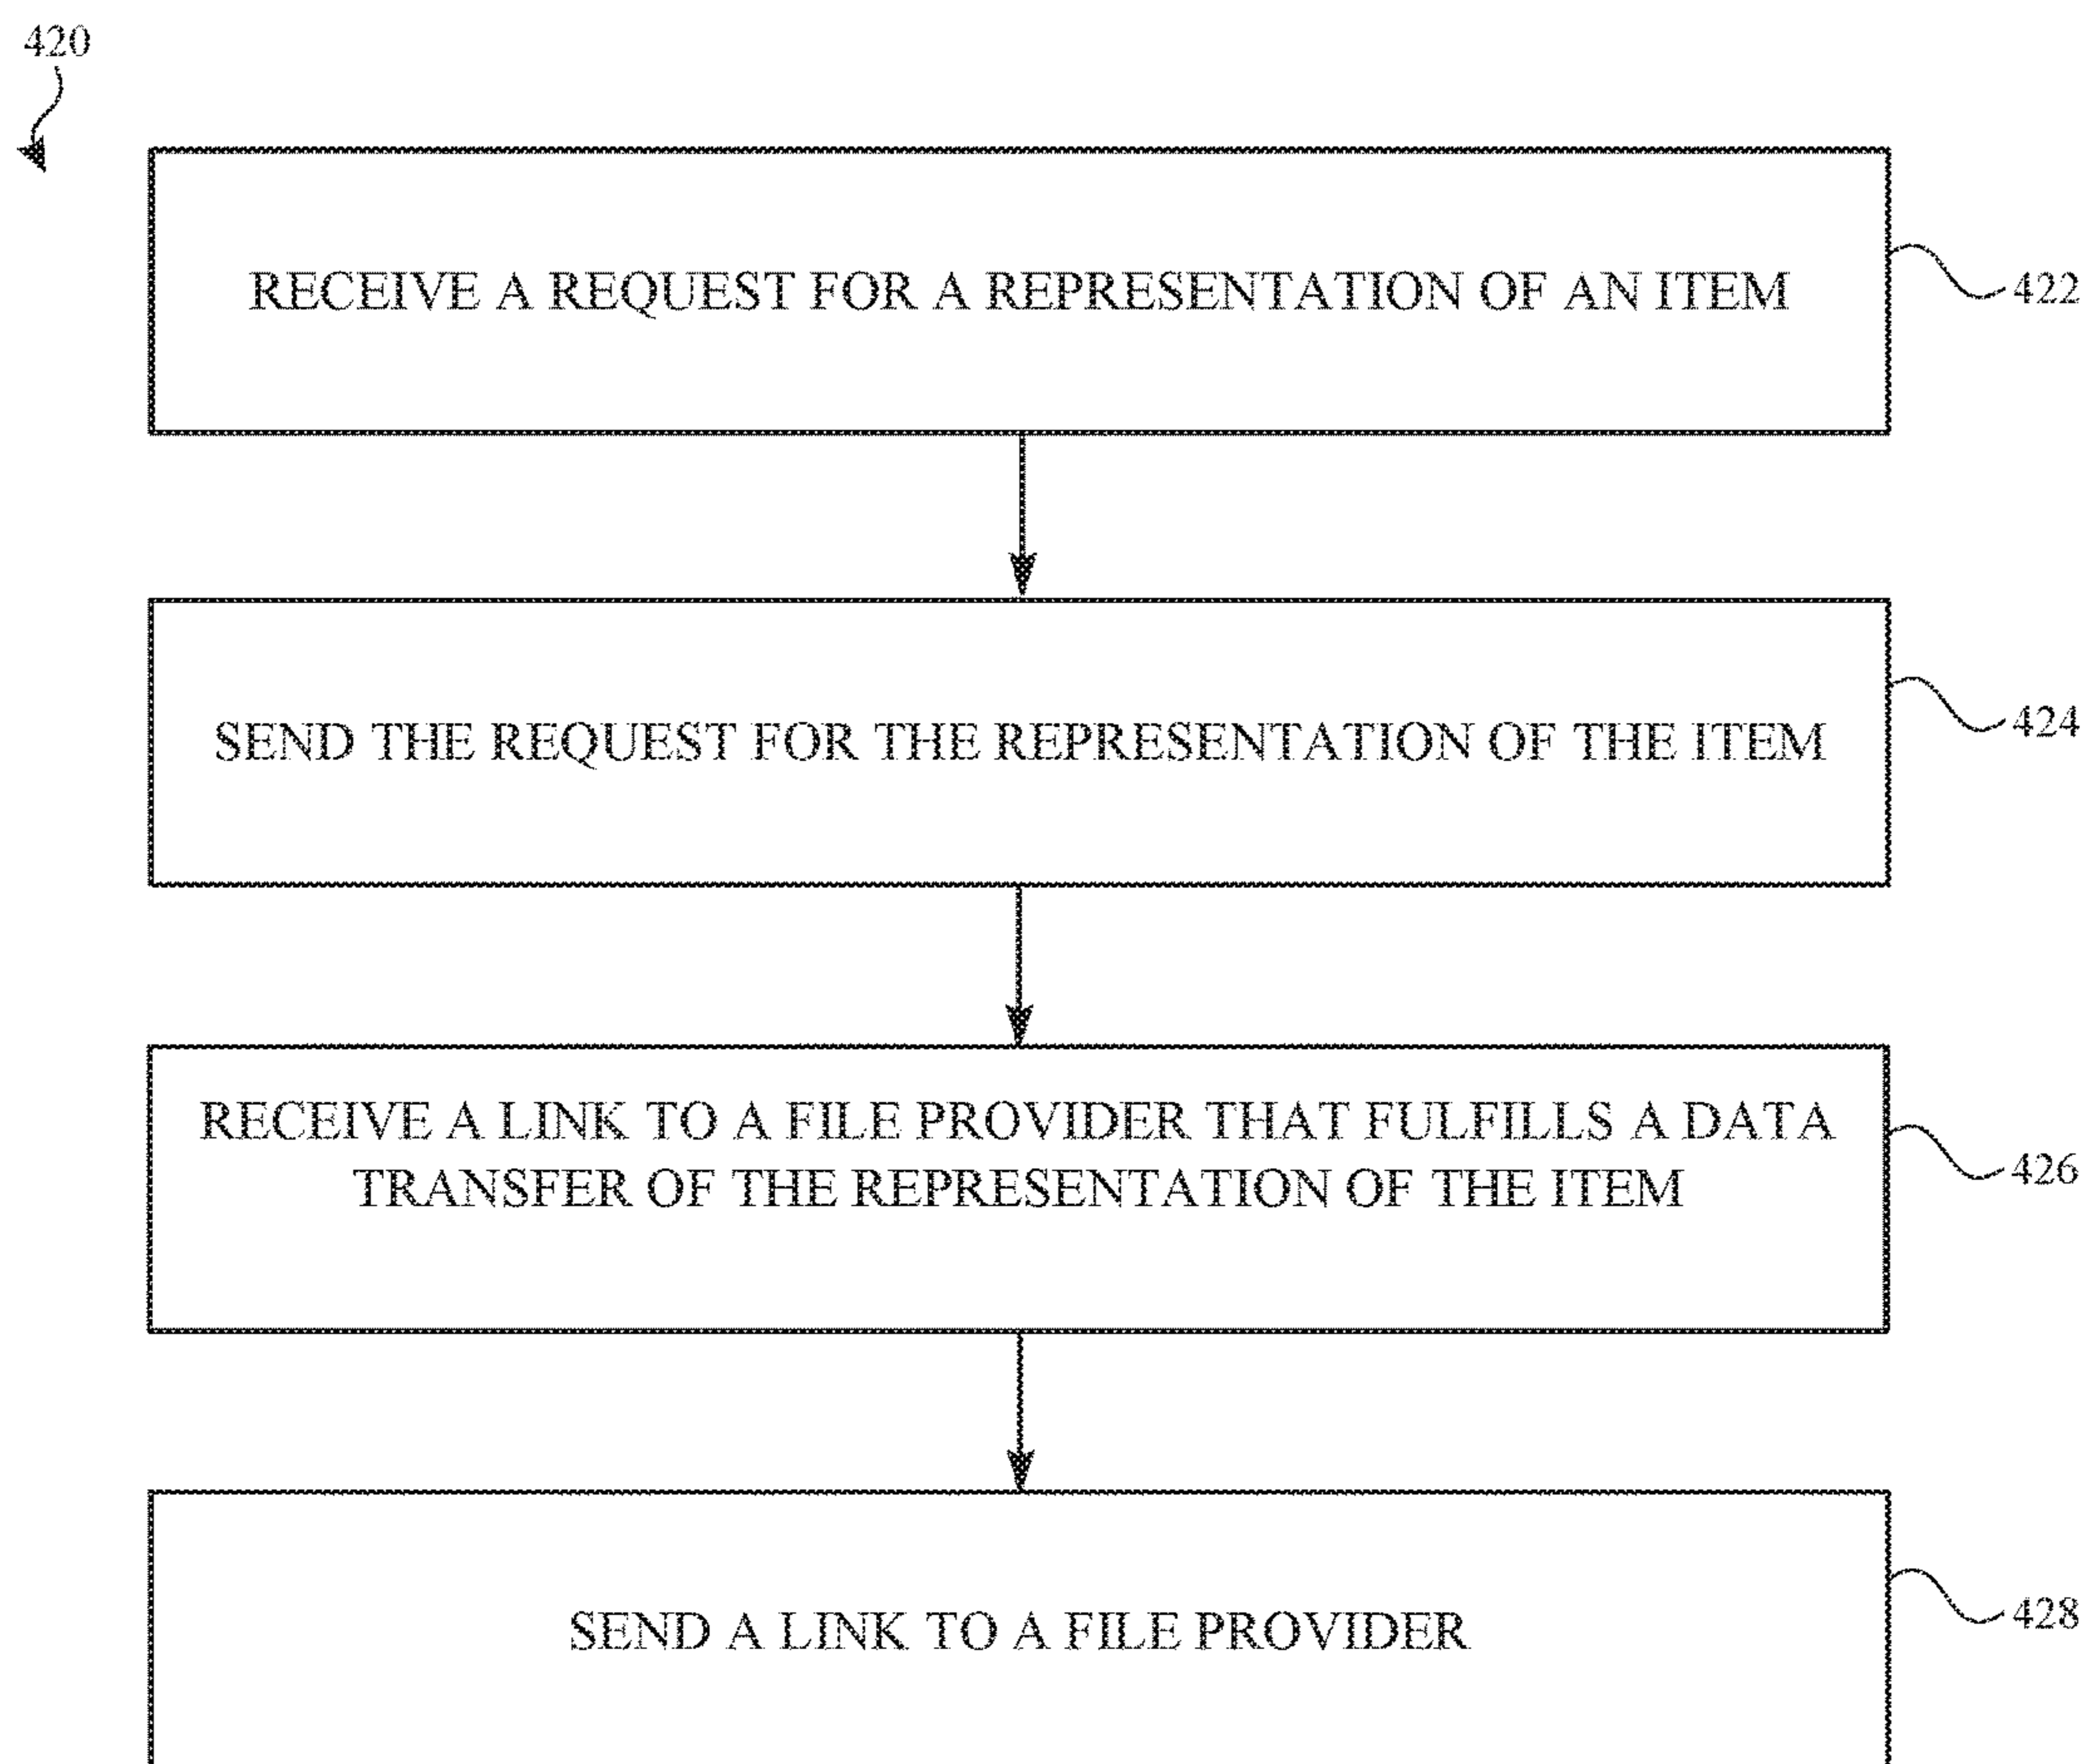 420
RECEIVE A REQUEST FOR A REPRESENTATION OF AN ITEM
422
SEND THE REQUEST FOR THE REPRESENTATION OF THE ITEM
424
RECEIVE A LINK TO A FILE PROVIDER THAT FULFILLS A DATA
TRANSFER OF THE REPRESENTATION OF THE ITEM
426
SEND A LINK TO A FILE PROVIDER
428